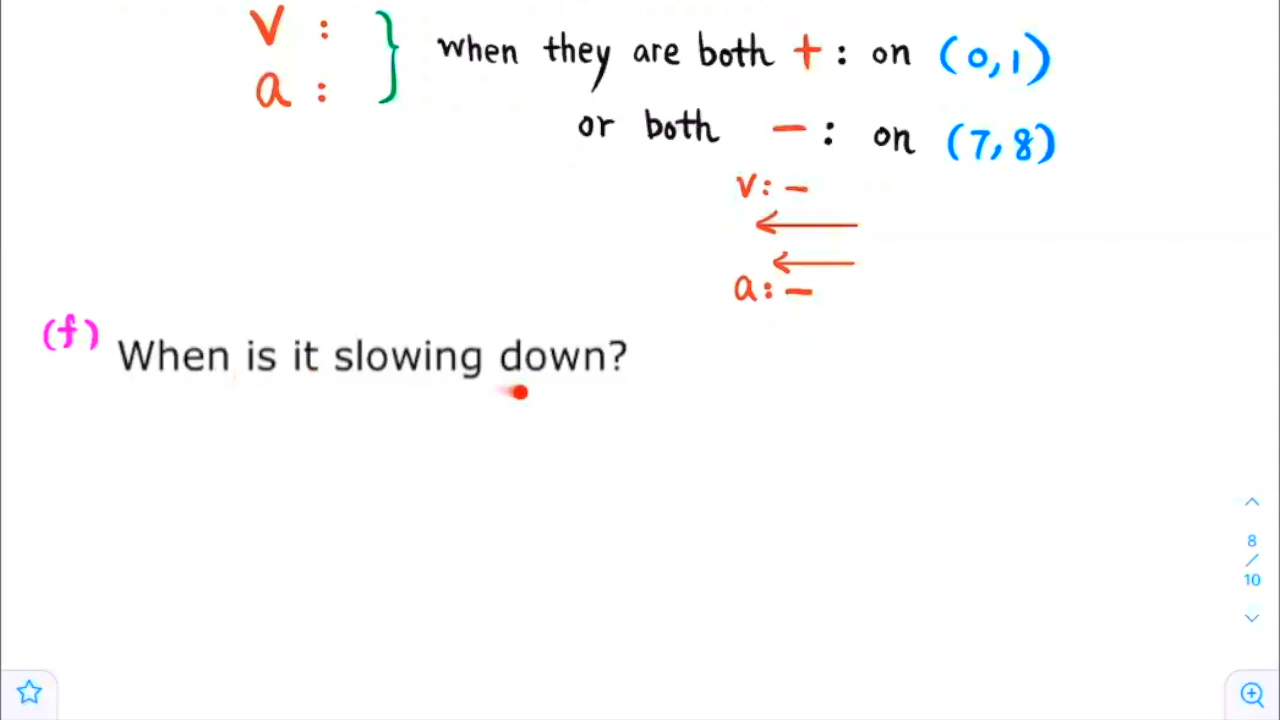 v :
a :
when they are both + : on (0,1)
or both - : on (7,8)
v: -
a: -
(f)
When is it slowing down?
8
/
10